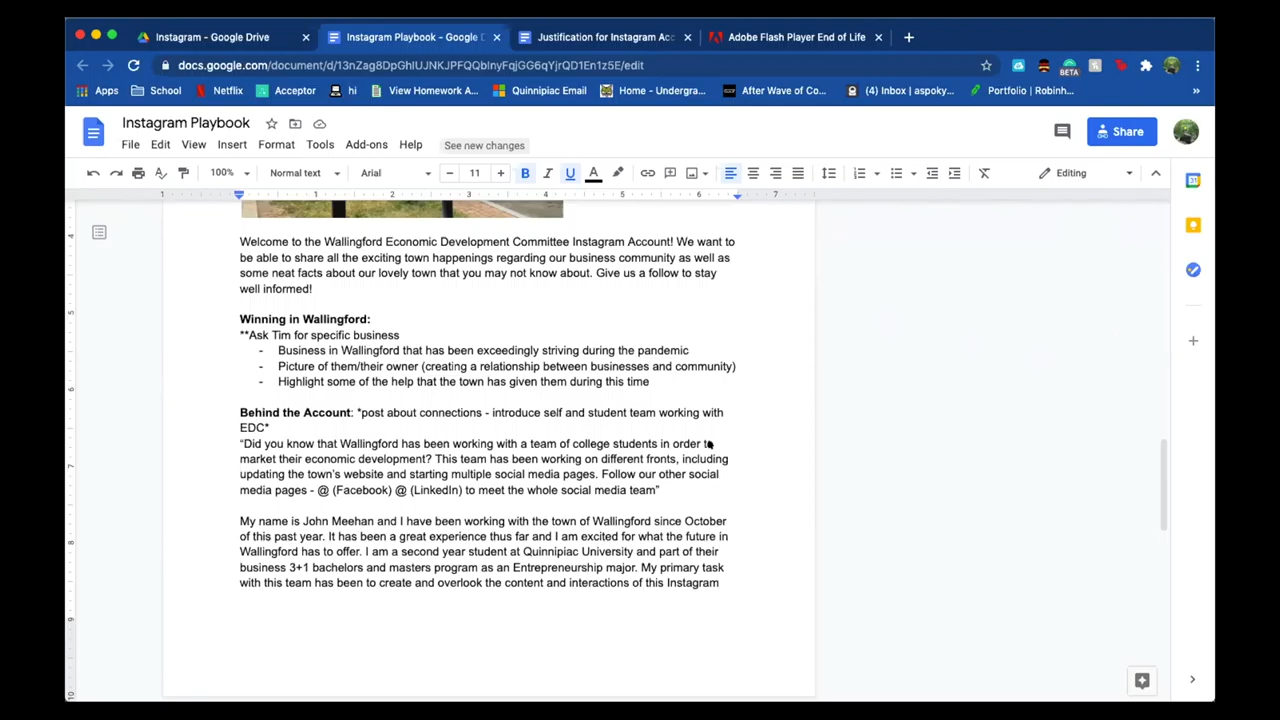 Instagram - Google Drive
Instagram Playbook - Google D
Justification for Instagram Acc
Adobe Flash Player End of Life
docs.google.com/document/d/13nZag8DpGhIUJNKJPFQQbInyFqjGG6qYjrQD1En1z5E/edit
BETA
Apps School Netflix Acceptor hi View Homework A... Quinnipiac Email Home - Undergra... After Wave of Co... (4) Inbox | aspoky... Portfolio | Robinh... »
Instagram Playbook
Share
File Edit View Insert Format Tools Add-ons Help See new changes
100% Normal text Arial 11 B I U A Editing
1 1 2 3 4 5 6 7
Welcome to the Wallingford Economic Development Committee Instagram Account! We want to
be able to share all the exciting town happenings regarding our business community as well as
some neat facts about our lovely town that you may not know about. Give us a follow to stay
well informed!
Winning in Wallingford:
**Ask Tim for specific business
- Business in Wallingford that has been exceedingly striving during the pandemic
- Picture of them/their owner (creating a relationship between businesses and community)
- Highlight some of the help that the town has given them during this time
Behind the Account: *post about connections - introduce self and student team working with
EDC*
“Did you know that Wallingford has been working with a team of college students in order to
market their economic development? This team has been working on different fronts, including
updating the town’s website and starting multiple social media pages. Follow our other social
media pages - @ (Facebook) @ (LinkedIn) to meet the whole social media team”
My name is John Meehan and I have been working with the town of Wallingford since October
of this past year. It has been a great experience thus far and I am excited for what the future in
Wallingford has to offer. I am a second year student at Quinnipiac University and part of their
business 3+1 bachelors and masters program as an Entrepreneurship major. My primary task
with this team has been to create and overlook the content and interactions of this Instagram